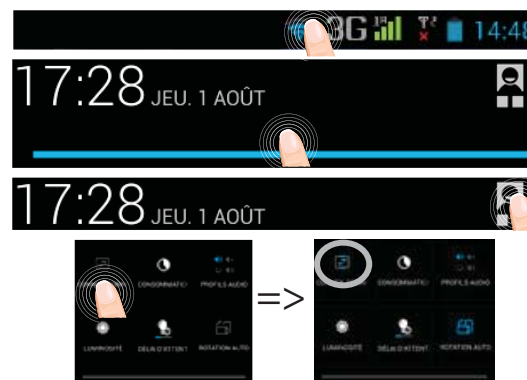 3G 14:48
17:28 JEU. 1 AOÛT
17:28 JEU. 1 AOÛT
=>
CONSOMMATIO PROFILS AUDIO
CONSOMMATIO PROFILS AUDIO
LUMINOSITÉ DÉLAI D'ATTENT ROTATION AUTO
LUMINOSITÉ DÉLAI D'ATTENT ROTATION AUTO